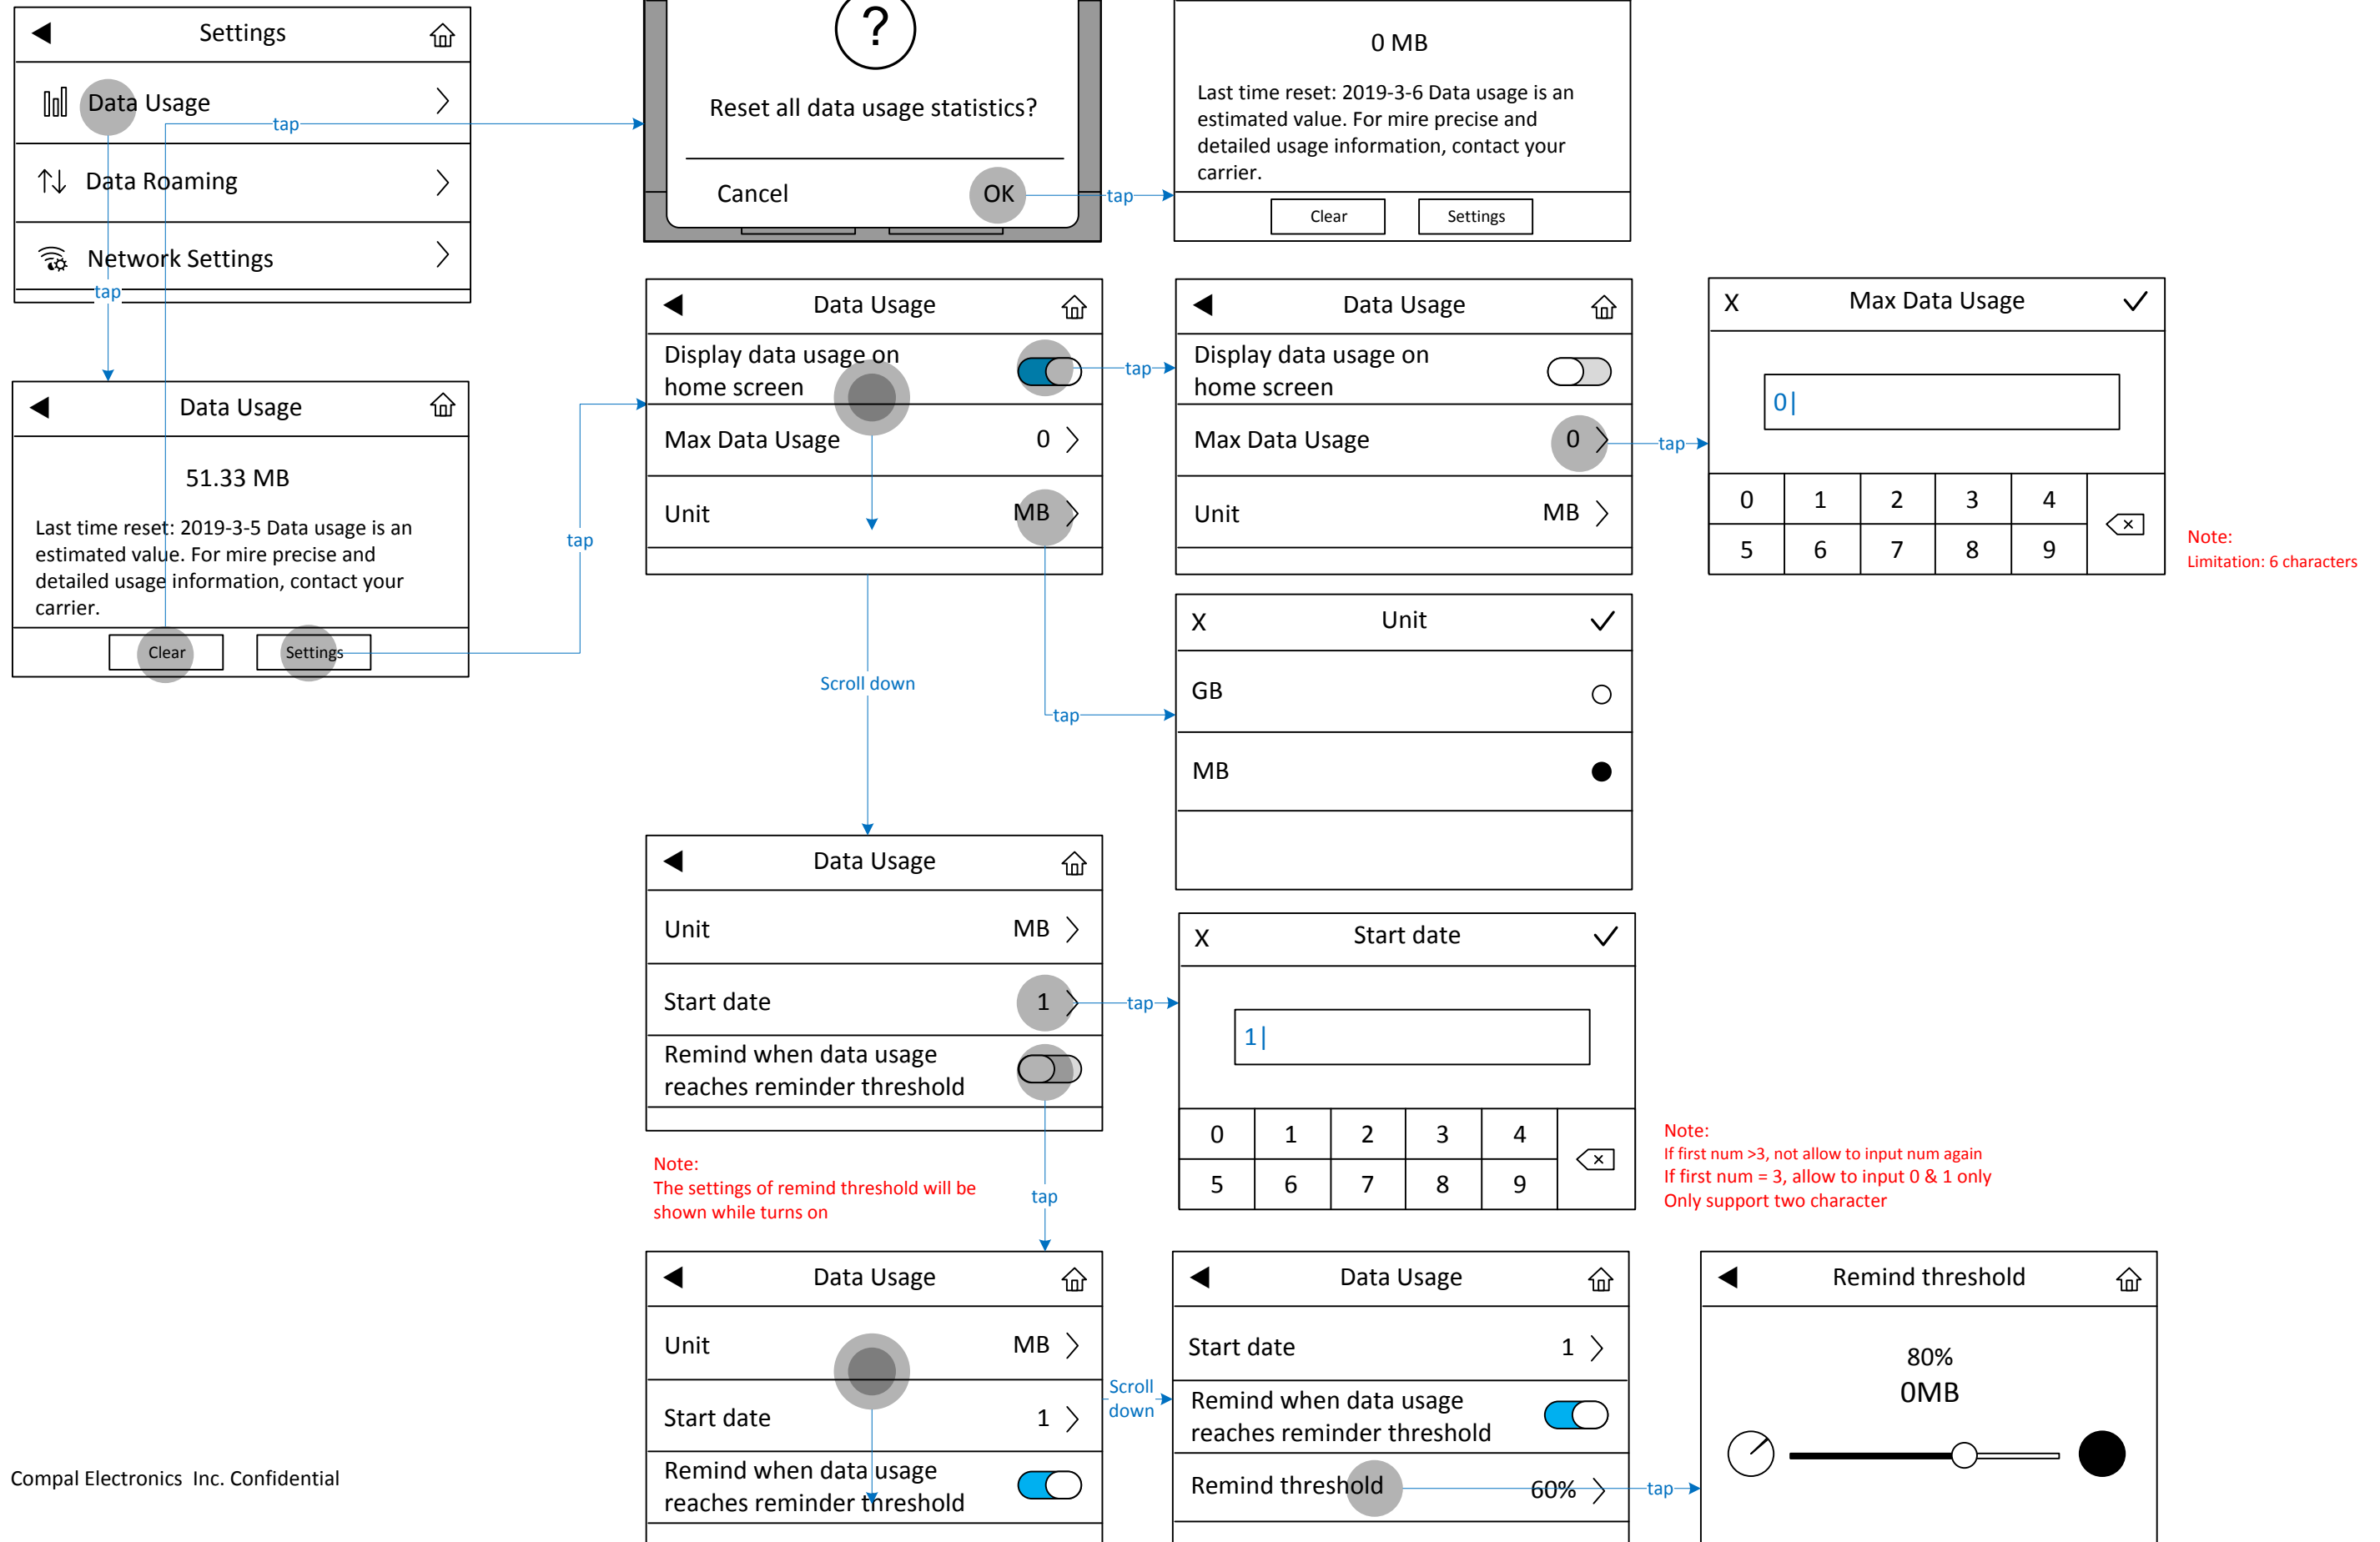 Settings
Data Usage
tap
Data Roaming
Network Settings
tap
?
Reset all data usage statistics?
Cancel
OK
tap
0 MB
Last time reset: 2019-3-6 Data usage is an
estimated value. For mire precise and
detailed usage information, contact your
carrier.
Clear
Settings
Data Usage
51.33 MB
Last time reset: 2019-3-5 Data usage is an
estimated value. For mire precise and
detailed usage information, contact your
carrier.
Clear
Settings
tap
Data Usage
Display data usage on
home screen
Max Data Usage
0
Unit
MB
tap
Data Usage
Display data usage on
home screen
Max Data Usage
0
Unit
MB
tap
X
Max Data Usage
0|
0 1 2 3 4
5 6 7 8 9
Note:
Limitation: 6 characters
Scroll down
tap
X
Unit
GB
MB
Data Usage
Unit
MB
Start date
1
Remind when data usage
reaches reminder threshold
tap
X
Start date
1|
0 1 2 3 4
5 6 7 8 9
Note:
If first num >3, not allow to input num again
If first num = 3, allow to input 0 & 1 only
Only support two character
Note:
The settings of remind threshold will be
shown while turns on
tap
Data Usage
Unit
MB
Start date
1
Remind when data usage
reaches reminder threshold
Scroll
down
Data Usage
Start date
1
Remind when data usage
reaches reminder threshold
Remind threshold
60%
tap
Remind threshold
80%
0MB
Compal Electronics Inc. Confidential